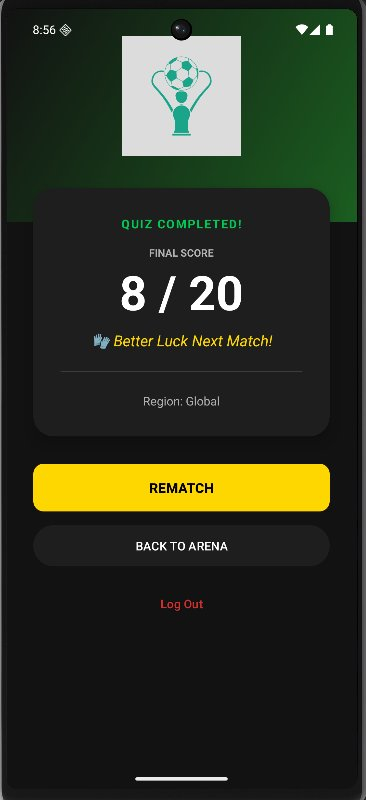 8:56
QUIZ COMPLETED!
FINAL SCORE
8 / 20
🧤 Better Luck Next Match!
Region: Global
REMATCH
BACK TO ARENA
Log Out